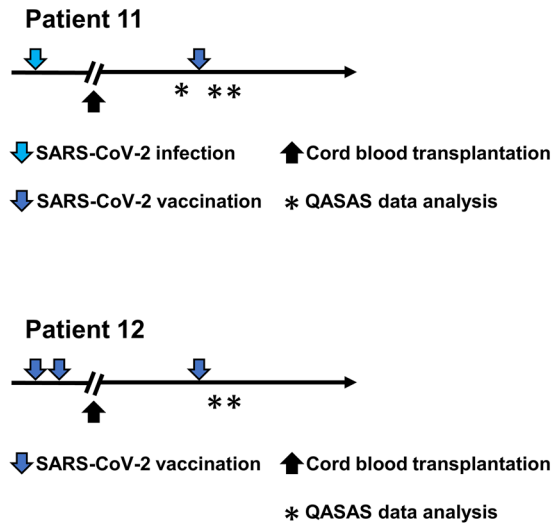 Patient 11
* **
SARS-CoV-2 infection Cord blood transplantation
SARS-CoV-2 vaccination * QASAS data analysis
Patient 12
**
SARS-CoV-2 vaccination Cord blood transplantation
* QASAS data analysis